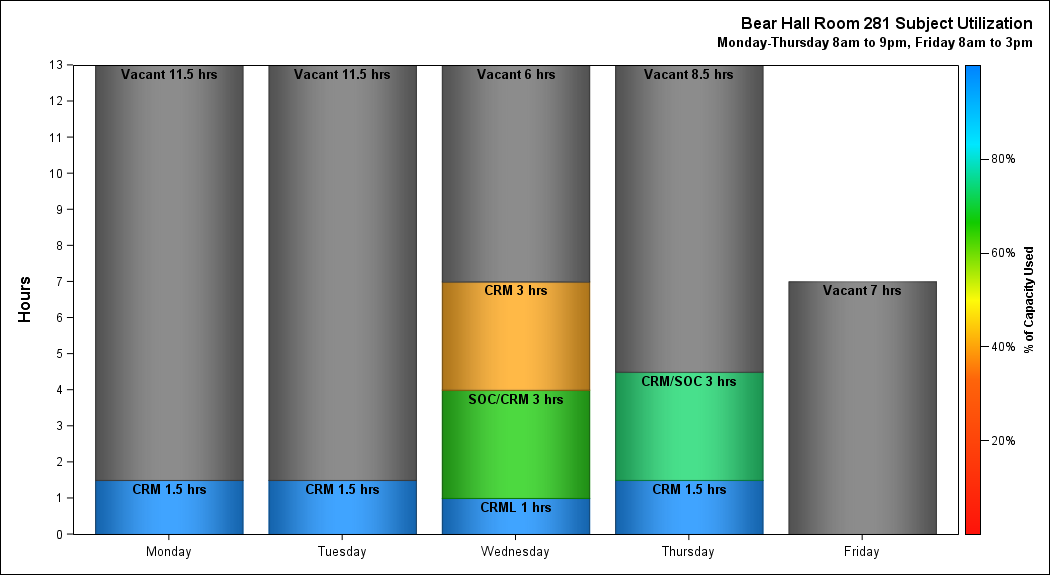 Bear Hall Room 281 Subject Utilization
Monday-Thursday 8am to 9pm, Friday 8am to 3pm
Hours
13
12
11
10
9
8
7
6
5
4
3
2
1
0
Vacant 11.5 hrs
CRM 1.5 hrs
Vacant 11.5 hrs
CRM 1.5 hrs
Vacant 6 hrs
CRM 3 hrs
SOC/CRM 3 hrs
CRML 1 hrs
Vacant 8.5 hrs
CRM/SOC 3 hrs
CRM 1.5 hrs
Vacant 7 hrs
Monday
Tuesday
Wednesday
Thursday
Friday
80%
60%
40%
20%
% of Capacity Used